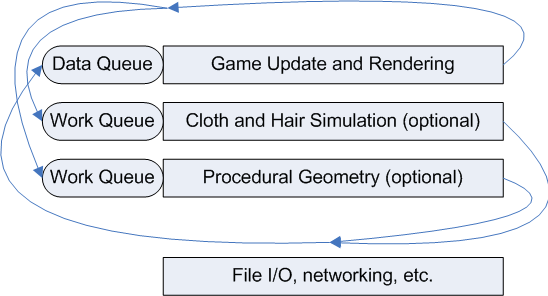 Data Queue Game Update and Rendering
Work Queue Cloth and Hair Simulation (optional)
Work Queue Procedural Geometry (optional)
File I/O, networking, etc.